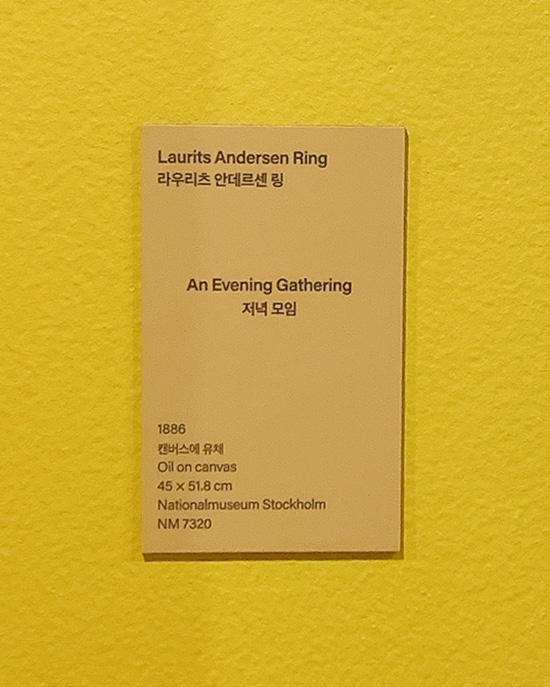 Laurits Andersen Ring
라우리츠 안데르센 링
An Evening Gathering
저녁 모임
1886
캔버스에 유채
Oil on canvas
45 × 51.8 cm
Nationalmuseum Stockholm
NM 7320